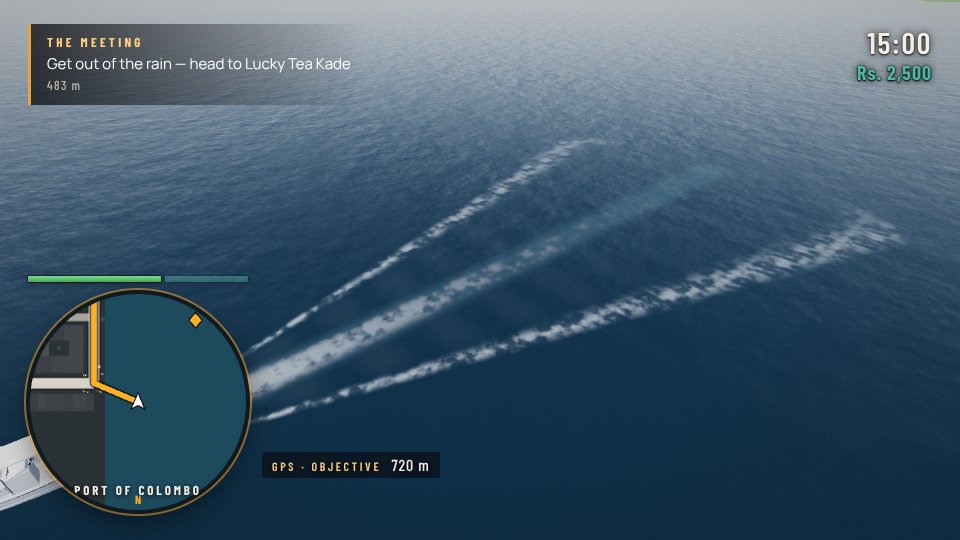 THE MEETING
Get out of the rain — head to Lucky Tea Kade
483 m
15:00
Rs. 2,500
GPS · OBJECTIVE 720 m
PORT OF COLOMBO
N